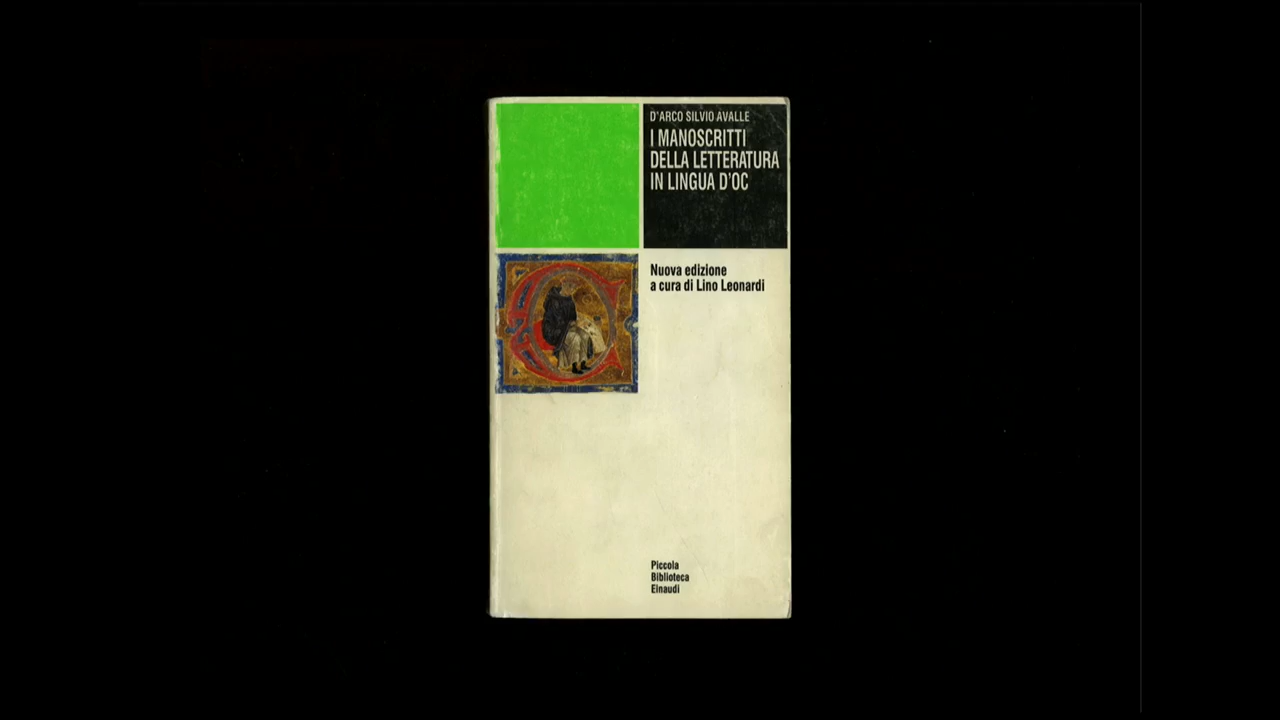 D'ARCO SILVIO AVALLE
I MANOSCRITTI
DELLA LETTERATURA
IN LINGUA D'OC
Nuova edizione
a cura di Lino Leonardi
Piccola
Biblioteca
Einaudi